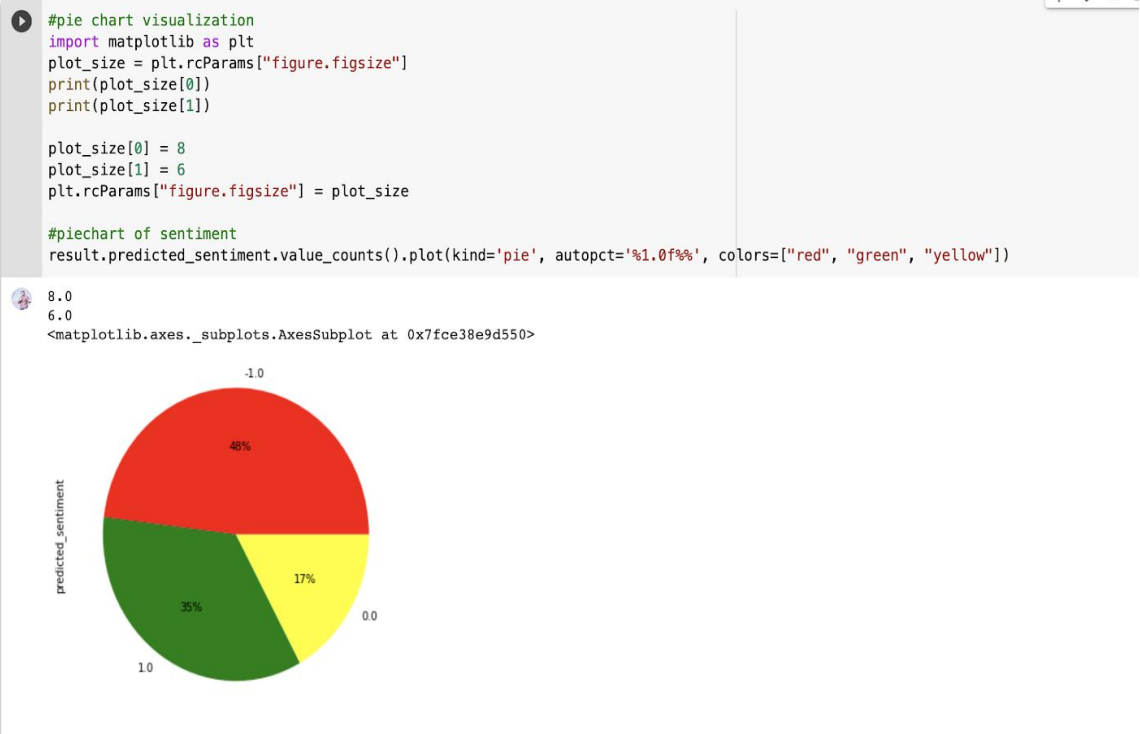 #pie chart visualization
import matplotlib as plt
plot_size = plt.rcParams["figure.figsize"]
print(plot_size[0])
print(plot_size[1])
plot_size[0] = 8
plot_size[1] = 6
plt.rcParams["figure.figsize"] = plot_size
#piechart of sentiment
result.predicted_sentiment.value_counts().plot(kind='pie', autopct='%1.0f%%', colors=["red", "green", "yellow"])
8.0
6.0
<matplotlib.axes._subplots.AxesSubplot at 0x7fce38e9d550>
-1.0
48%
predicted_sentiment
17%
35%
0.0
1.0